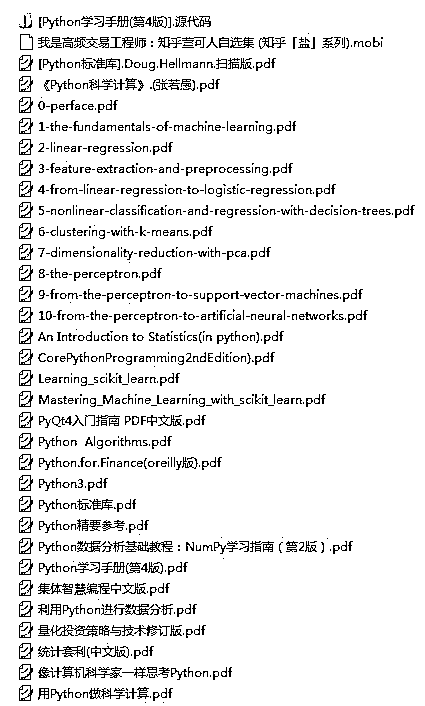 [Python学习手册(第4版)].源代码
我是高频交易工程师：知乎董可人自选集 (知乎「盐」系列).mobi
[Python标准库].Doug.Hellmann.扫描版.pdf
《Python科学计算》.(张若愚).pdf
0-perface.pdf
1-the-fundamentals-of-machine-learning.pdf
2-linear-regression.pdf
3-feature-extraction-and-preprocessing.pdf
4-from-linear-regression-to-logistic-regression.pdf
5-nonlinear-classification-and-regression-with-decision-trees.pdf
6-clustering-with-k-means.pdf
7-dimensionality-reduction-with-pca.pdf
8-the-perceptron.pdf
9-from-the-perceptron-to-support-vector-machines.pdf
10-from-the-perceptron-to-artificial-neural-networks.pdf
An Introduction to Statistics(in python).pdf
CorePythonProgramming2ndEdition).pdf
Learning_scikit_learn.pdf
Mastering_Machine_Learning_with_scikit_learn.pdf
PyQt4入门指南 PDF中文版.pdf
Python  Algorithms.pdf
Python.for.Finance(oreilly版).pdf
Python3.pdf
Python标准库.pdf
Python精要参考.pdf
Python数据分析基础教程：NumPy学习指南（第2版）.pdf
Python学习手册(第4版).pdf
集体智慧编程中文版.pdf
利用Python进行数据分析.pdf
量化投资策略与技术修订版.pdf
统计套利(中文版).pdf
像计算机科学家一样思考Python.pdf
用Python做科学计算.pdf